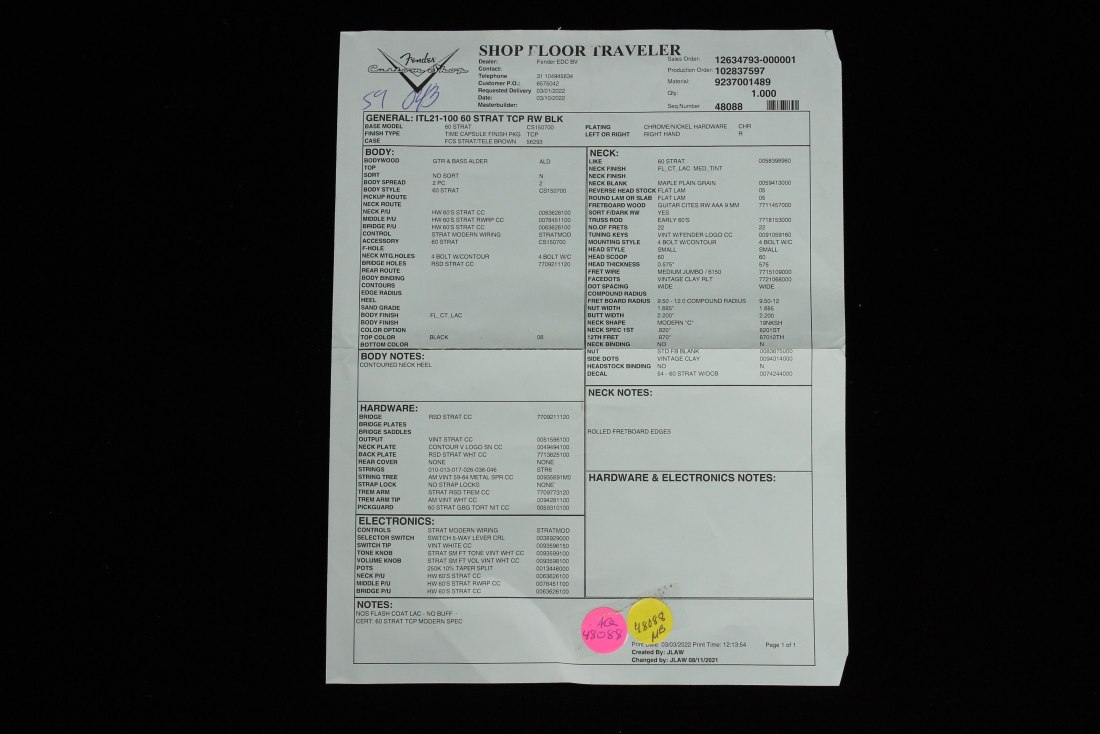 Fender
Custom Shop
59 043
SHOP FLOOR TRAVELER
Dealer: Fender EDC BV
Contact:
Telephone 31 104945634
Customer P.O.: 6575042
Requested Delivery 03/01/2022
Date: 03/10/2022
Masterbuilder:
Sales Order: 12634793-000001
Production Order: 102837597
Material: 9237001489
Qty: 1.000
Seq.Number 48088
GENERAL: ITL21-100 60 STRAT TCP RW BLK
BASE MODEL 60 STRAT CS150700 PLATING CHROME/NICKEL HARDWARE CHR
FINISH TYPE TIME CAPSULE FINISH PKG TCP LEFT OR RIGHT RIGHT HAND R
CASE FCS STRAT/TELE BROWN 56293
BODY:
BODYWOOD GTR & BASS ALDER ALD
TOP
SORT NO SORT N
BODY SPREAD 2 PC 2
BODY STYLE 60 STRAT CS150700
PICKUP ROUTE
NECK ROUTE
NECK P/U HW 60'S STRAT CC 0063626100
MIDDLE P/U HW 60'S STRAT RWRP CC 0078451100
BRIDGE P/U HW 60'S STRAT CC 0063626100
CONTROL STRAT MODERN WIRING STRATMOD
ACCESSORY 60 STRAT CS150700
F-HOLE
NECK MTG.HOLES 4 BOLT W/CONTOUR 4 BOLT W/C
BRIDGE HOLES RSD STRAT CC 7709211120
REAR ROUTE
BODY BINDING
CONTOURS
EDGE RADIUS
HEEL
SAND GRADE
BODY FINISH FL_CT_LAC
BODY FINISH
COLOR OPTION
TOP COLOR BLACK 06
BOTTOM COLOR
BODY NOTES:
CONTOURED NECK HEEL
HARDWARE:
BRIDGE RSD STRAT CC 7709211120
BRIDGE PLATES
BRIDGE SADDLES
OUTPUT VINT STRAT CC 0051586100
NECK PLATE CONTOUR V LOGO SN CC 0049494100
BACK PLATE RSD STRAT WHT CC 7713825100
REAR COVER NONE NONE
STRINGS 010-013-017-026-036-046 STR6
STRING TREE AM VINT 59-64 METAL SPR CC 00935691M0
STRAP LOCK NO STRAP LOCKS NONE
TREM ARM STRAT RSD TREM CC 7709773120
TREM ARM TIP AM VINT WHT CC 0094281100
PICKGUARD 60 STRAT GBG TORT NIT CC 0059310100
ELECTRONICS:
CONTROLS STRAT MODERN WIRING STRATMOD
SELECTOR SWITCH SWITCH 5-WAY LEVER CRL 0038929000
SWITCH TIP VINT WHITE CC 0093596150
TONE KNOB STRAT SM FT TONE VINT WHT CC 0093599100
VOLUME KNOB STRAT SM FT VOL VINT WHT CC 0093598100
POTS 250K 10% TAPER SPLIT 0013446000
NECK P/U HW 60'S STRAT CC 0063626100
MIDDLE P/U HW 60'S STRAT RWRP CC 0078451100
BRIDGE P/U HW 60'S STRAT CC 0063626100
NECK:
LIKE 60 STRAT 0058398980
NECK FINISH FL_CT_LAC_MED_TINT
NECK FINISH
NECK BLANK MAPLE PLAIN GRAIN 0059413000
REVERSE HEAD STOCK FLAT LAM 05
ROUND LAM OR SLAB FLAT LAM 05
FRETBOARD WOOD GUITAR CITES RW AAA 9 MM 7711457000
SORT F/DARK RW YES
TRUSS ROD EARLY 60'S 7716153000
NO.OF FRETS 22 22
TUNING KEYS VINT W/FENDER LOGO CC 0091059160
MOUNTING STYLE 4 BOLT W/CONTOUR 4 BOLT W/C
HEAD STYLE SMALL SMALL
HEAD SCOOP 60 60
HEAD THICKNESS 0.575" 575
FRET WIRE MEDIUM JUMBO / 6150 7715109000
FACEDOTS VINTAGE CLAY RLT 7721068000
DOT SPACING WIDE WIDE
COMPOUND RADIUS
FRET BOARD RADIUS 9.50 - 12.0 COMPOUND RADIUS 9.50-12
NUT WIDTH 1.685" 1.685
BUTT WIDTH 2.200" 2.200
NECK SHAPE MODERN "C" 19NKSH
NECK SPEC 1ST .820" 8201ST
12TH FRET .870" 87012TH
NECK BINDING NO N
NUT STD FB BLANK 0083675000
SIDE DOTS VINTAGE CLAY 0094014000
HEADSTOCK BINDING NO N
DECAL 54 - 60 STRAT W/OCB 0074244000
NECK NOTES:
ROLLED FRETBOARD EDGES
HARDWARE & ELECTRONICS NOTES:
NOTES:
NOS FLASH COAT LAC - NO BUFF -
CERT: 60 STRAT TCP MODERN SPEC
48088
48088
MB
Print Date: 03/03/2022 Print Time: 12:13:54 Page 1 of 1
Created By: JLAW
Changed by: JLAW 08/11/2021